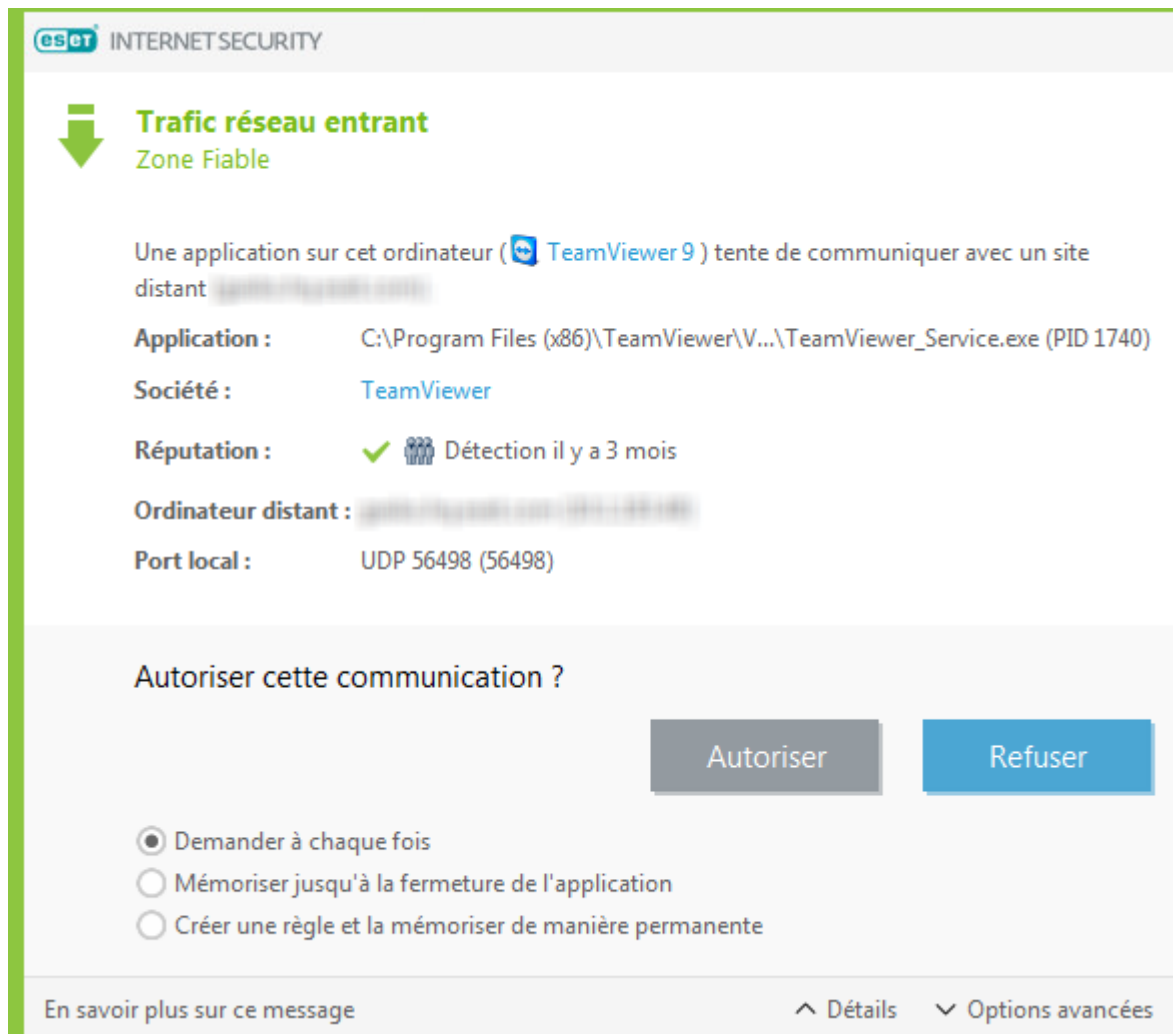 eset INTERNET SECURITY
Trafic réseau entrant
Zone Fiable
Une application sur cet ordinateur ( TeamViewer 9 ) tente de communiquer avec un site
distant
Application : C:\Program Files (x86)\TeamViewer\V...\TeamViewer_Service.exe (PID 1740)
Société : TeamViewer
Réputation : Détection il y a 3 mois
Ordinateur distant :
Port local : UDP 56498 (56498)
Autoriser cette communication ?
Autoriser Refuser
Demander à chaque fois
Mémoriser jusqu'à la fermeture de l'application
Créer une règle et la mémoriser de manière permanente
En savoir plus sur ce message Détails Options avancées